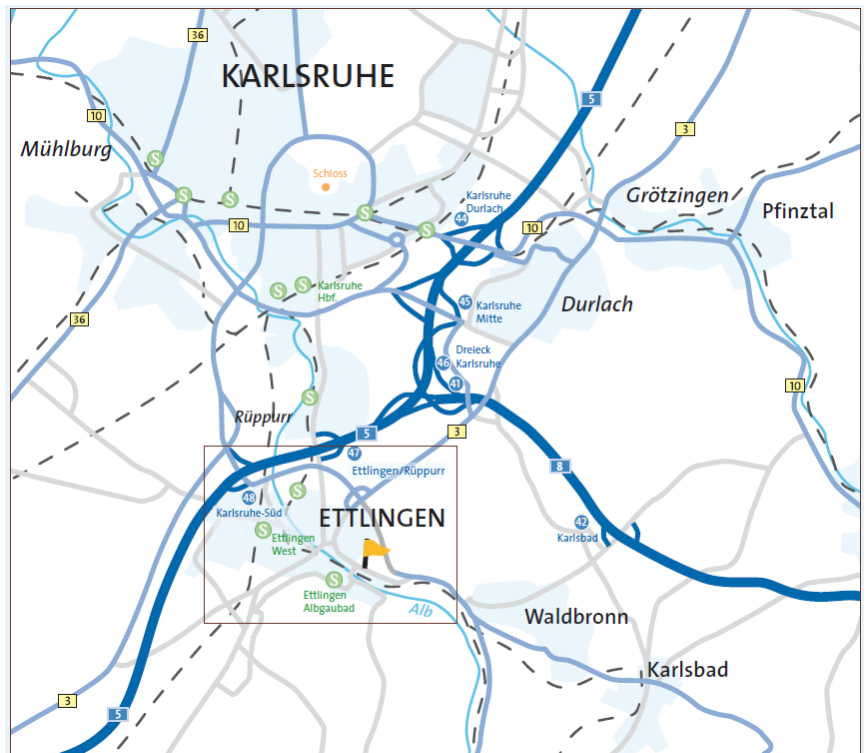 36
KARLSRUHE
5
10
3
Mühlburg
S
Schloss
S
S
Karlsruhe
Durlach
Grötzingen
Pfinztal
S
44
10
S
10
Karlsruhe
Hbf.
S
S
45
Karlsruhe
Mitte
Durlach
36
Dreieck
Karlsruhe
46
41
10
S
Rüppurr
5
3
47
Ettlingen/Rüppurr
8
S
48
Karlsruhe-Süd
ETTLINGEN
42
Karlsbad
S
Ettlingen
West
S
Ettlingen
Albgaubad
Alb
Waldbronn
Karlsbad
3
5